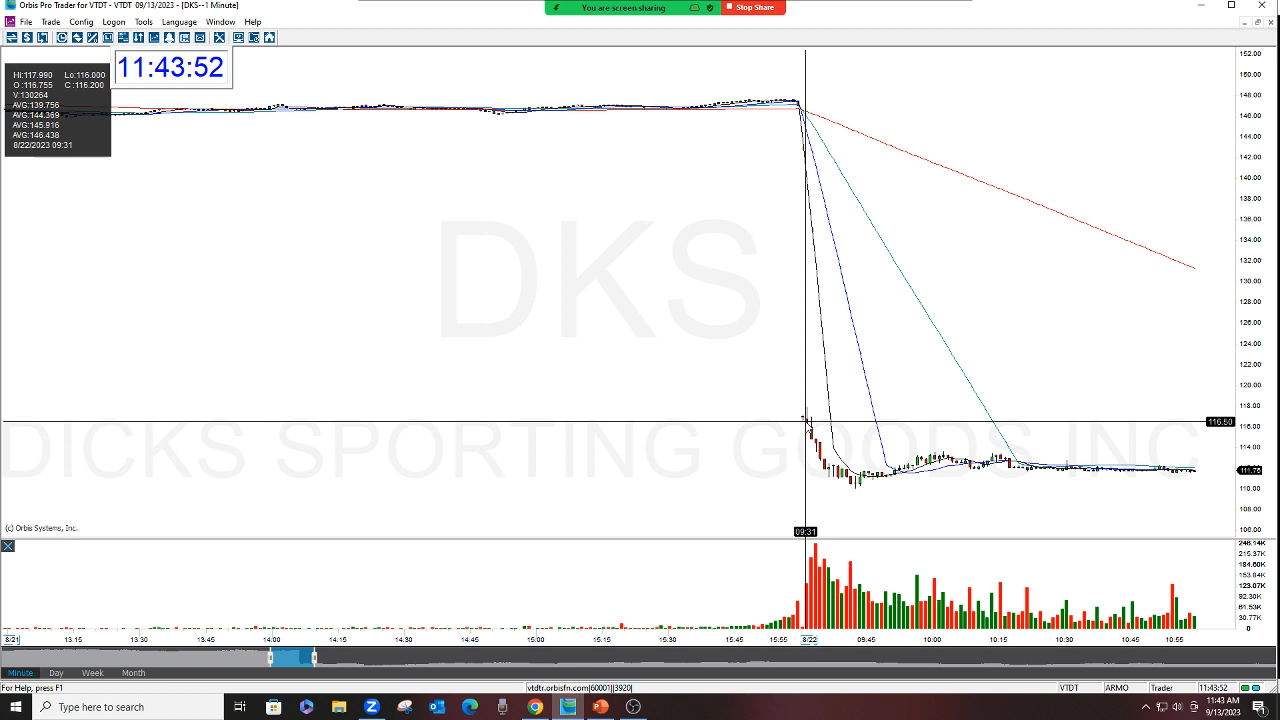 Orbis Pro Trader for VTDT - VTDT 09/13/2023 - [DKS--1 Minute]
You are screen sharing
Stop Share
File Trade Config Logon Tools Language Window Help
11:43:52
Hi:117.990 Lo:116.000
O :116.755 C :116.200
V:130264
AVG:139.756
AVG:144.369
AVG:145.916
AVG:146.438
8/22/2023 09:31
152.00
150.00
148.00
146.00
144.00
142.00
140.00
138.00
136.00
134.00
132.00
130.00
128.00
126.00
124.00
122.00
120.00
118.00
116.50
116.00
114.00
111.75
110.00
108.00
106.00
DKS
DICKS SPORTING GOODS INC
(c) Orbis Systems, Inc.
09:31
246.14K
215.37K
184.60K
153.84K
123.07K
92.30K
61.53K
30.77K
0
8/21 13:15 13:30 13:45 14:00 14:15 14:30 14:45 15:00 15:15 15:30 15:45 15:55 8/22 09:45 10:00 10:15 10:30 10:45 10:55
Minute Day Week Month
For Help, press F1 vtdtr.orbisfn.com|60001||3920| VTDT ARMO Trader 11:43:52
Type here to search
11:43 AM
9/13/2023